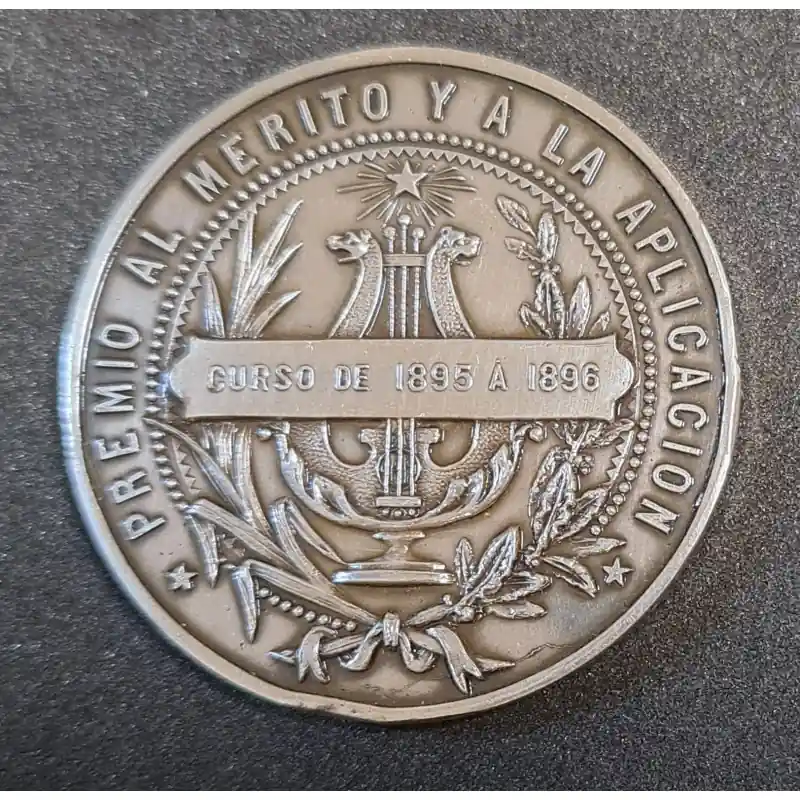 PREMIO AL MERITO Y A LA APLICACION
CURSO DE 1895 Á 1896